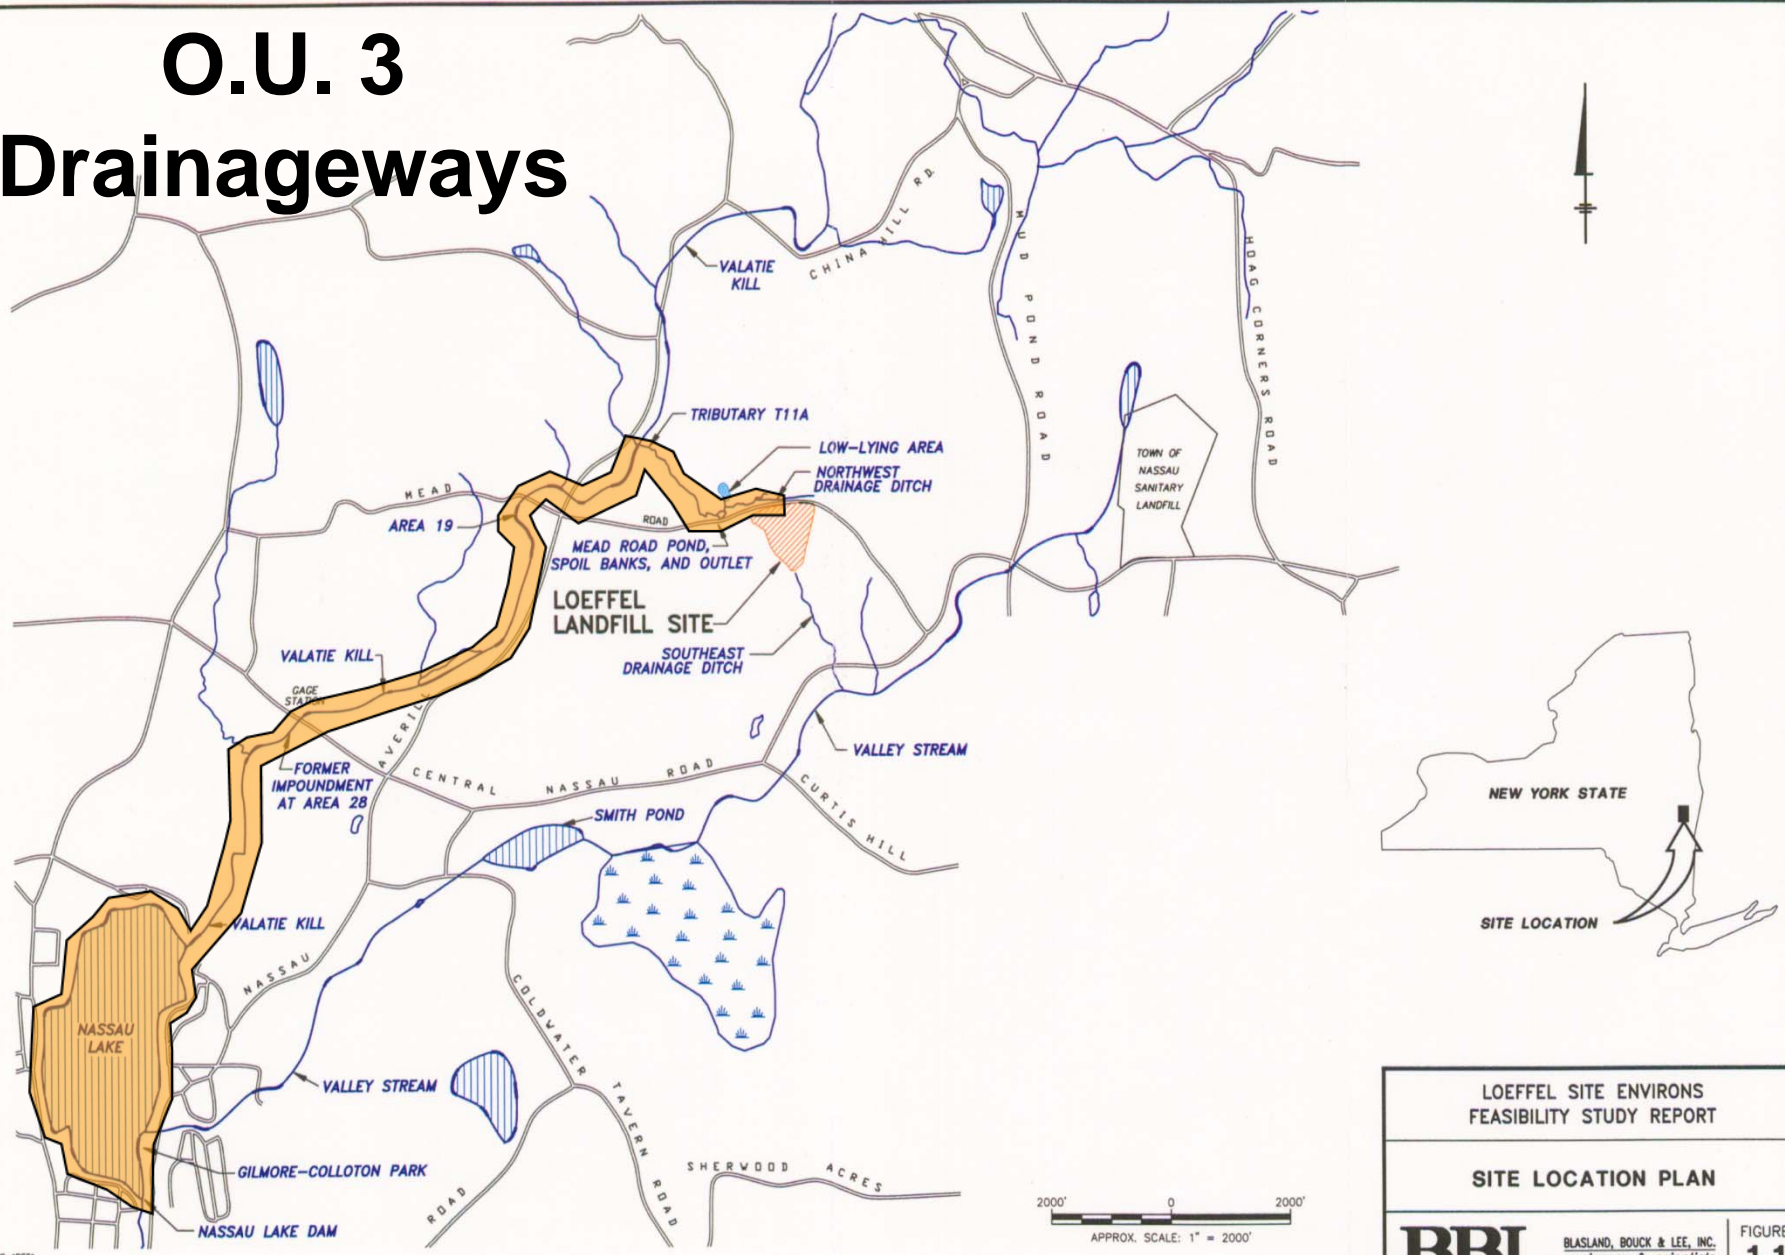 O.U. 3
Drainageways
VALATIE
KILL
CHINA HILL RD.
MUD POND ROAD
HOAG CORNERS ROAD
TRIBUTARY T11A
LOW-LYING AREA
NORTHWEST
DRAINAGE DITCH
TOWN OF
NASSAU
SANITARY
LANDFILL
MEAD
ROAD
AREA 19
MEAD ROAD POND,
SPOIL BANKS, AND OUTLET
LOEFFEL
LANDFILL SITE
SOUTHEAST
DRAINAGE DITCH
VALATIE KILL
GAGE
STATION
AVERILL
VALLEY STREAM
FORMER
IMPOUNDMENT
AT AREA 28
CENTRAL NASSAU ROAD
CURTIS HILL
SMITH POND
NEW YORK STATE
SITE LOCATION
VALATIE KILL
NASSAU
COLDWATER TAVERN ROAD
NASSAU
LAKE
VALLEY STREAM
GILMORE-COLLOTON PARK
NASSAU LAKE DAM
ROAD
SHERWOOD ACRES
2000' 0 2000'
APPROX. SCALE: 1" = 2000'
LOEFFEL SITE ENVIRONS
FEASIBILITY STUDY REPORT
SITE LOCATION PLAN
BBL
BLASLAND, BOUCK & LEE, INC.
FIGURE